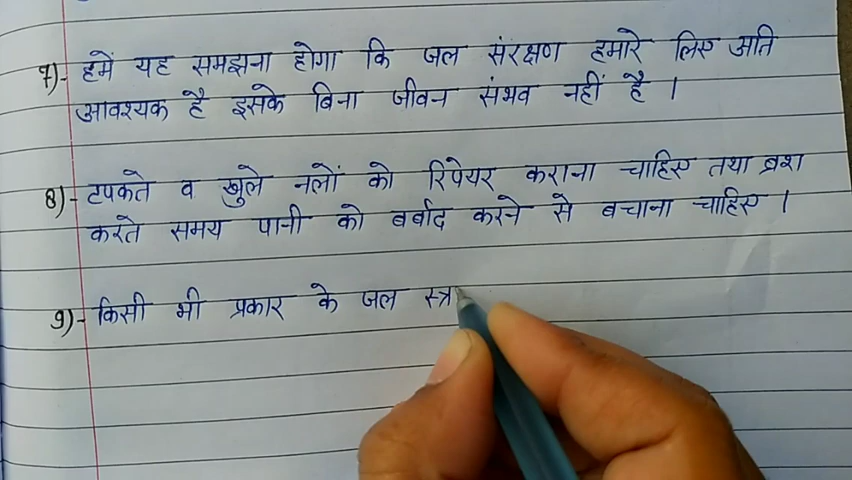 7)- हमें यह समझना होगा कि जल संरक्षण हमारे लिए अति
आवश्यक है इसके बिना जीवन संभव नहीं है ।
8)- टपकते व खुले नलों को रिपेयर कराना चाहिए तथा ब्रश
करते समय पानी को बर्बाद करने से बचाना चाहिए ।
9)- किसी भी प्रकार के जल स्त्र